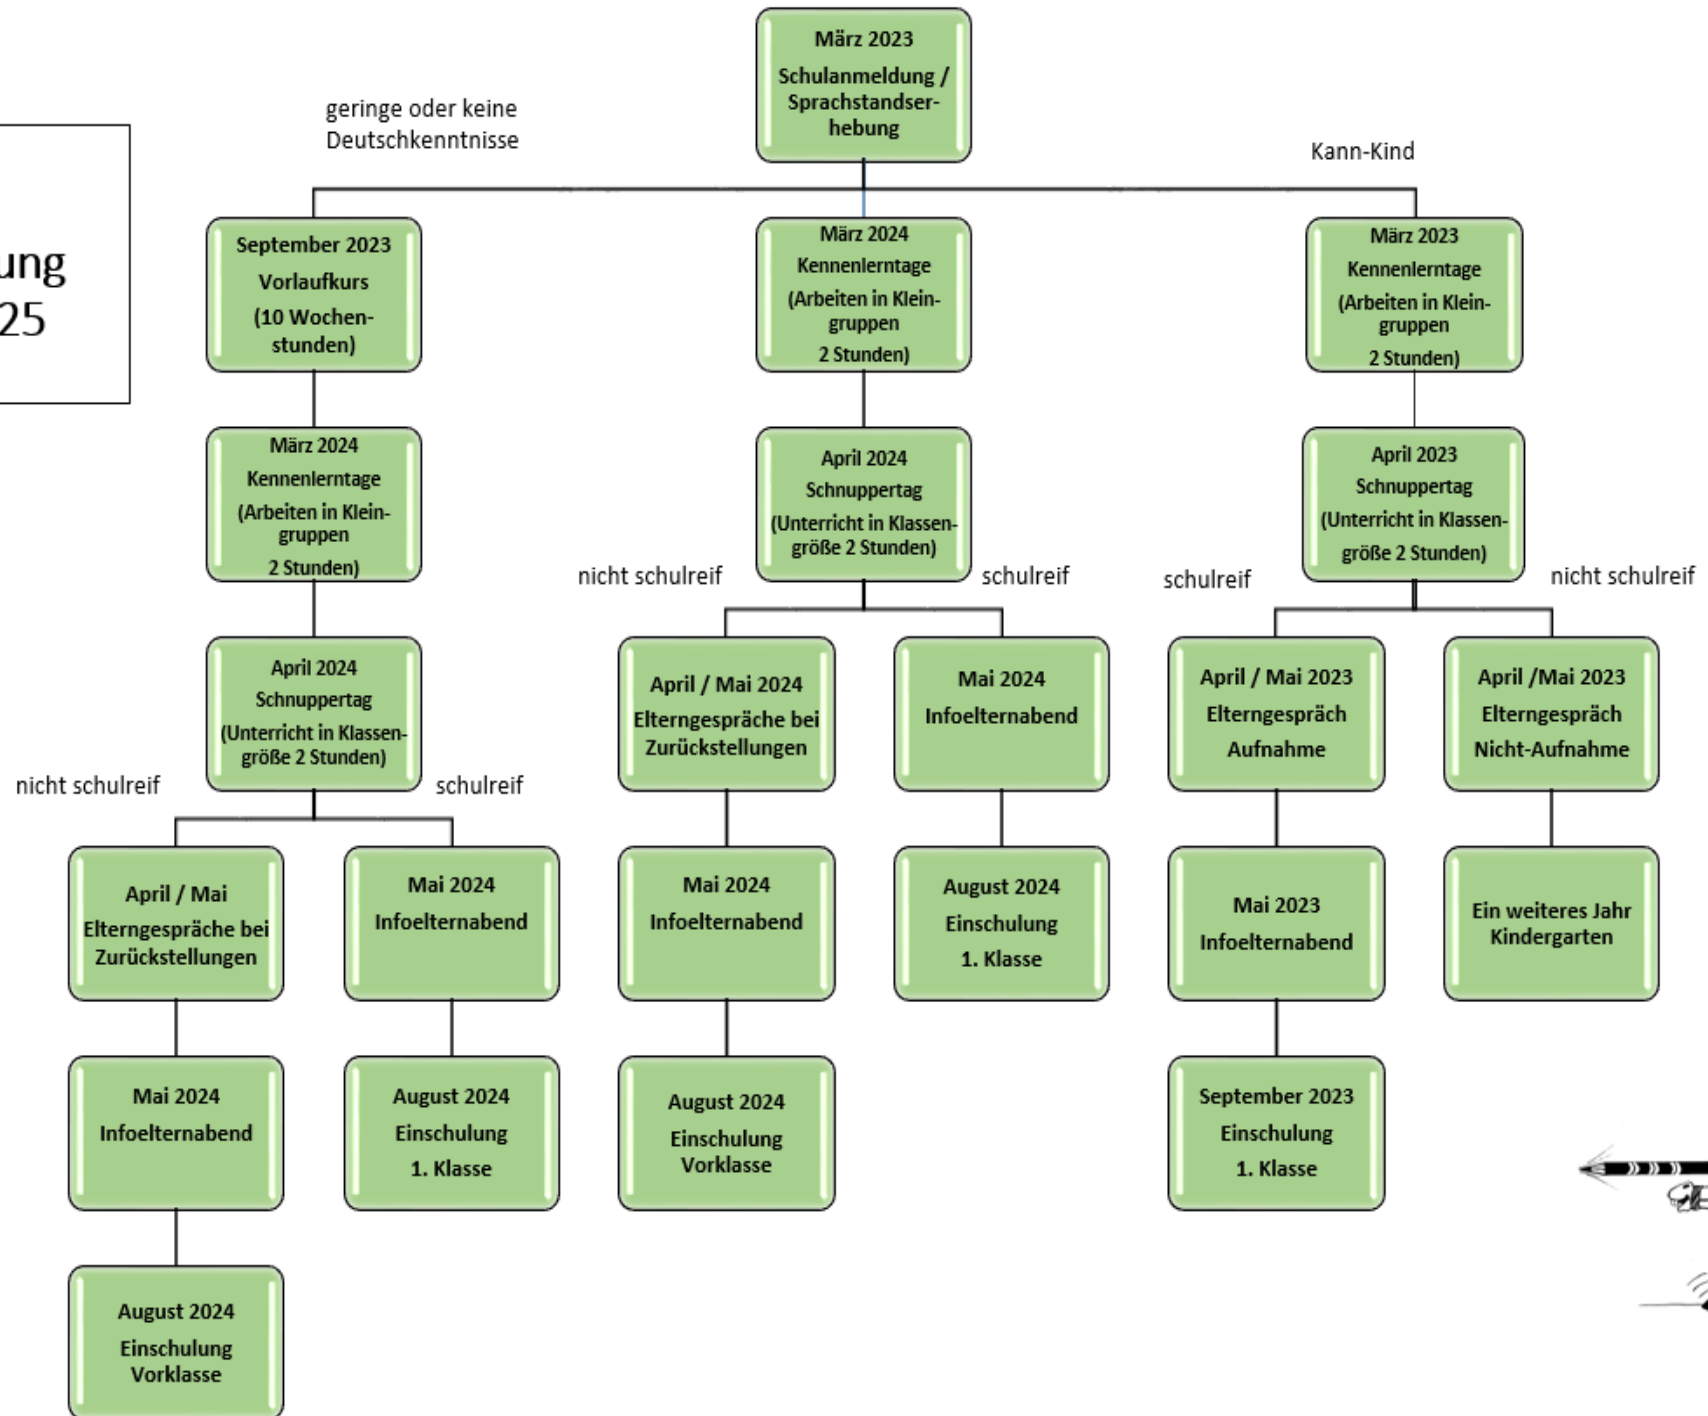 März 2023
Schulanmeldung /
Sprachstandser-
hebung
geringe oder keine
Deutschkenntnisse
Kann-Kind
ung
25
September 2023
Vorlaufkurs
(10 Wochen-
stunden)
März 2024
Kennenlerntage
(Arbeiten in Klein-
gruppen
2 Stunden)
März 2023
Kennenlerntage
(Arbeiten in Klein-
gruppen
2 Stunden)
März 2024
Kennenlerntage
(Arbeiten in Klein-
gruppen
2 Stunden)
April 2024
Schnuppertag
(Unterricht in Klassen-
größe 2 Stunden)
April 2023
Schnuppertag
(Unterricht in Klassen-
größe 2 Stunden)
nicht schulreif
schulreif
schulreif
nicht schulreif
April 2024
Schnuppertag
(Unterricht in Klassen-
größe 2 Stunden)
April / Mai 2024
Elterngespräche bei
Zurückstellungen
Mai 2024
Infoelternabend
April / Mai 2023
Elterngespräch
Aufnahme
April /Mai 2023
Elterngespräch
Nicht-Aufnahme
nicht schulreif
schulreif
April / Mai
Elterngespräche bei
Zurückstellungen
Mai 2024
Infoelternabend
Mai 2024
Infoelternabend
August 2024
Einschulung
1. Klasse
Mai 2023
Infoelternabend
Ein weiteres Jahr
Kindergarten
Mai 2024
Infoelternabend
August 2024
Einschulung
1. Klasse
August 2024
Einschulung
Vorklasse
September 2023
Einschulung
1. Klasse
August 2024
Einschulung
Vorklasse